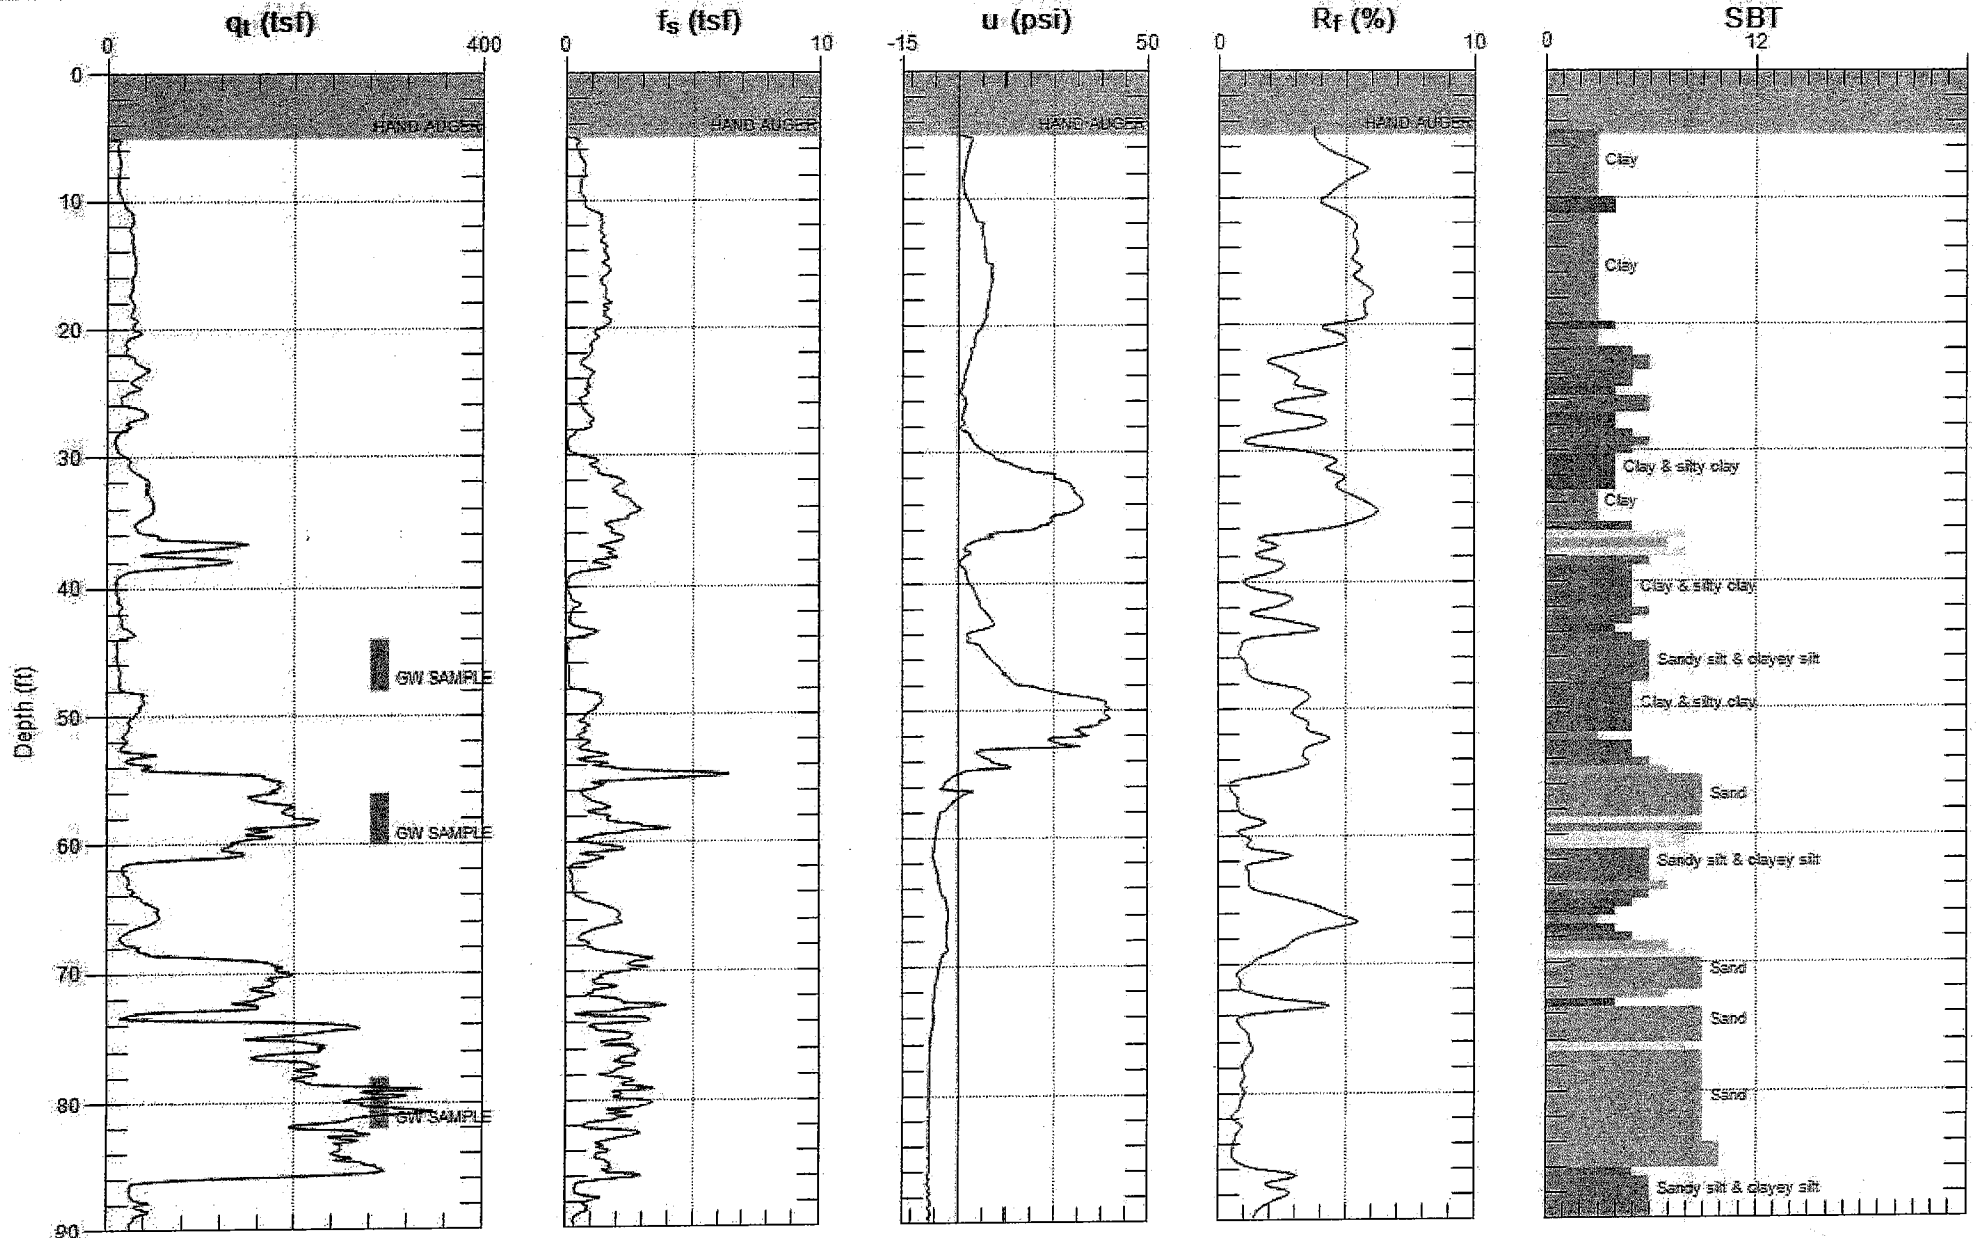 qt (tsf)
fs (tsf)
u (psi)
Rf (%)
SBT
0 400
0 10
-15 50
0 10
0 12
0
10
20
30
40
50
60
70
80
90
Depth (ft)
HAND AUGER
HAND AUGER
HAND AUGER
HAND AUGER
GW SAMPLE
GW SAMPLE
GW SAMPLE
Clay
Clay
Clay & silty clay
Clay
Clay & silty clay
Sandy silt & clayey silt
Clay & silty clay
Sand
Sandy silt & clayey silt
Sand
Sand
Sand
Sandy silt & clayey silt